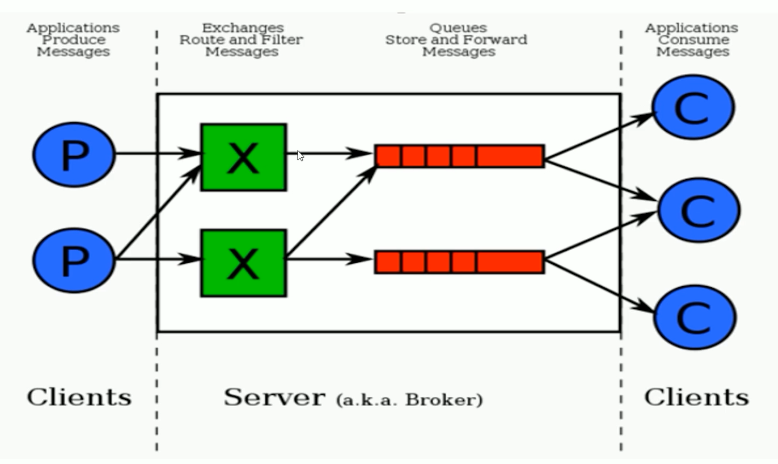 Applications
Produce
Messages
Exchanges
Route and Filter
Messages
Queues
Store and Forward
Messages
Applications
Consume
Messages
P
X
C
P
X
C
C
Clients
Server (a.k.a. Broker)
Clients